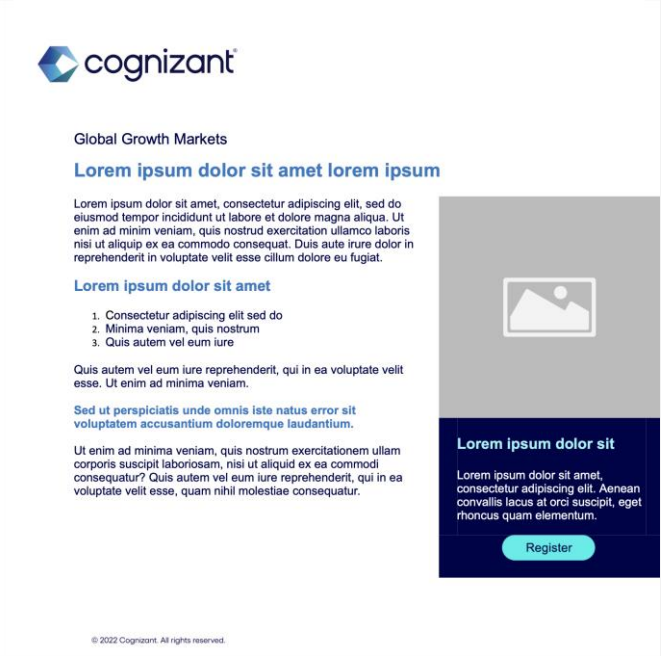 cognizant®
Global Growth Markets
Lorem ipsum dolor sit amet lorem ipsum
Lorem ipsum dolor sit amet, consectetur adipiscing elit, sed do
eiusmod tempor incididunt ut labore et dolore magna aliqua. Ut
enim ad minim veniam, quis nostrud exercitation ullamco laboris
nisi ut aliquip ex ea commodo consequat. Duis aute irure dolor in
reprehenderit in voluptate velit esse cillum dolore eu fugiat.
Lorem ipsum dolor sit amet
1. Consectetur adipiscing elit sed do
2. Minima veniam, quis nostrum
3. Quis autem vel eum iure
Quis autem vel eum iure reprehenderit, qui in ea voluptate velit
esse. Ut enim ad minima veniam.
Sed ut perspiciatis unde omnis iste natus error sit
voluptatem accusantium doloremque laudantium.
Ut enim ad minima veniam, quis nostrum exercitationem ullam
corporis suscipit laboriosam, nisi ut aliquid ex ea commodi
consequatur? Quis autem vel eum iure reprehenderit, qui in ea
voluptate velit esse, quam nihil molestiae consequatur.
Lorem ipsum dolor sit
Lorem ipsum dolor sit amet,
consectetur adipiscing elit. Aenean
convallis lacus at orci suscipit, eget
rhoncus quam elementum.
Register
© 2022 Cognizant. All rights reserved.